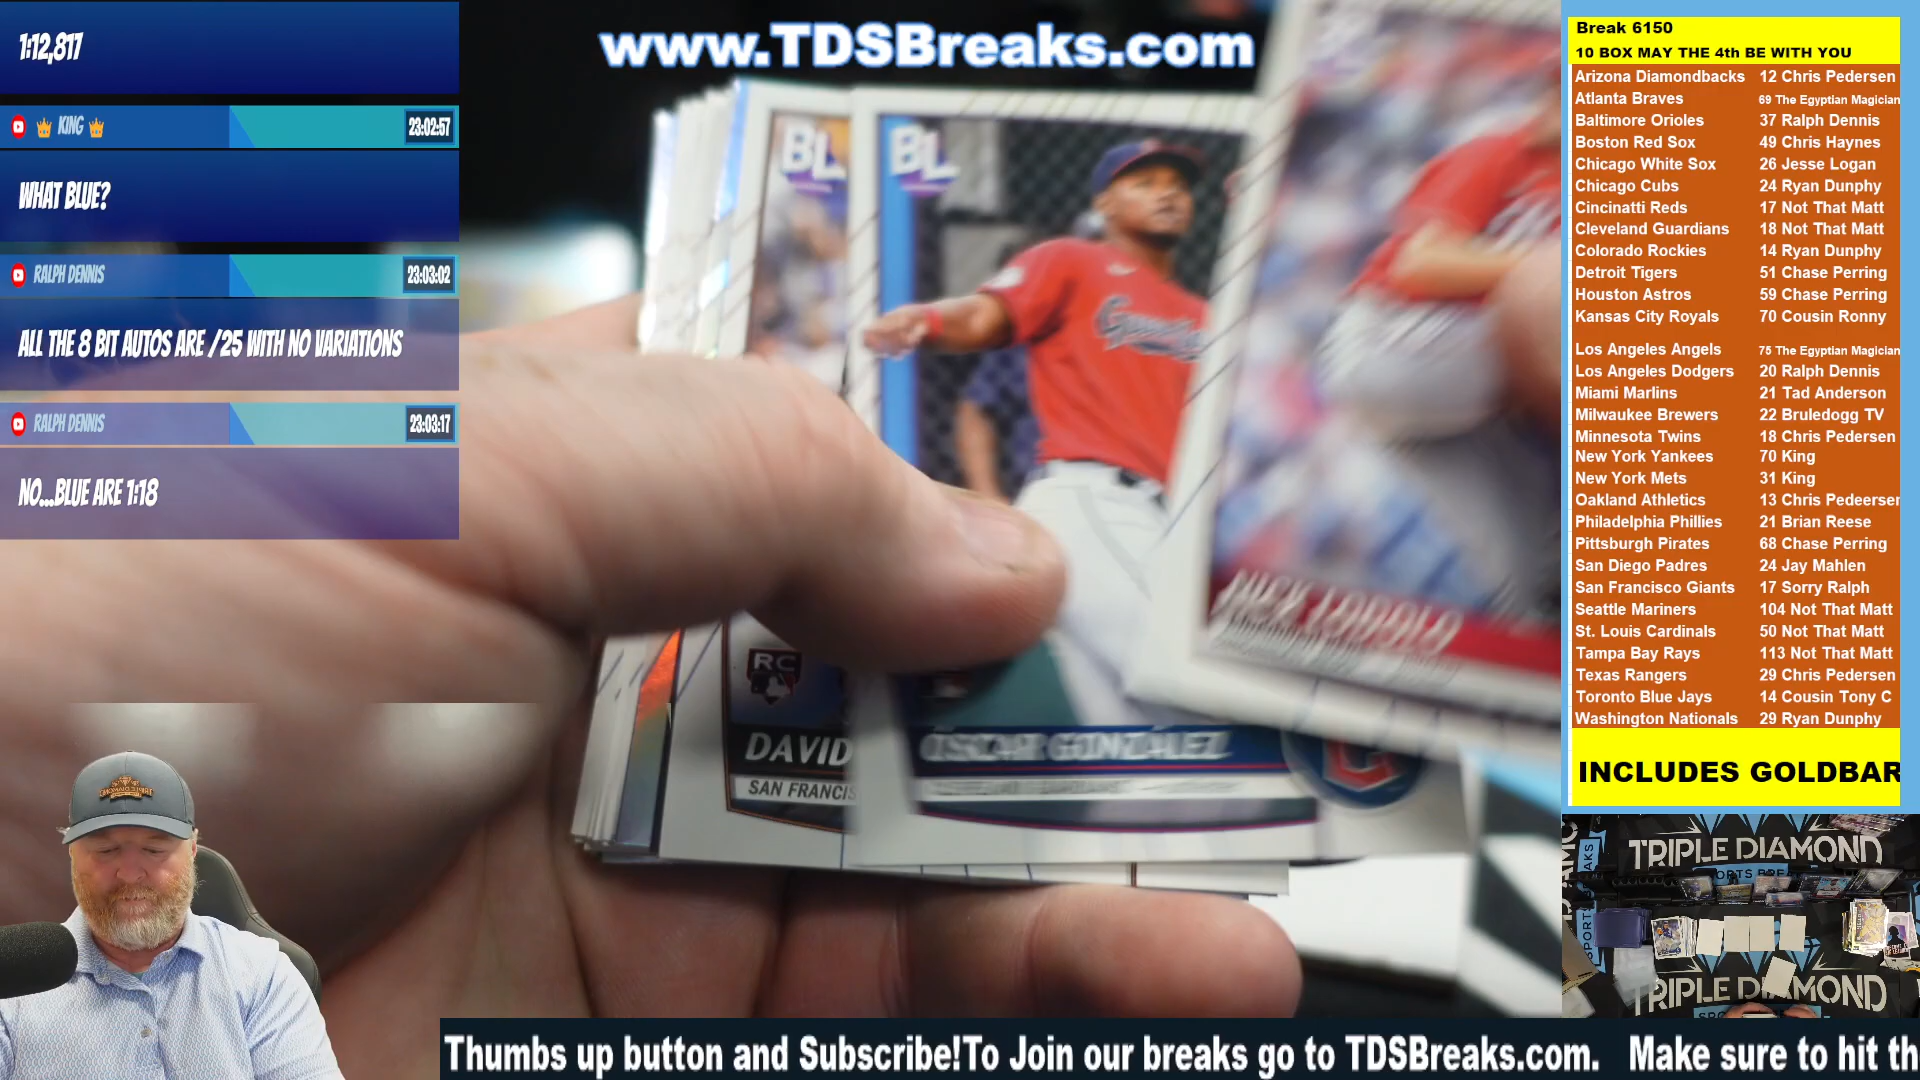 1:12,817
KING
23:02:57
WHAT BLUE?
RALPH DENNIS
23:03:02
ALL THE 8 BIT AUTOS ARE /25 WITH NO VARIATIONS
RALPH DENNIS
23:03:17
NO...BLUE ARE 1:18
www.TDSBreaks.com
BL
BL
RC
DAVID
SAN FRANCIS
OSCAR GONZÁLEZ
NICK LODOLO
Break 6150
10 BOX MAY THE 4th BE WITH YOU
Arizona Diamondbacks 12 Chris Pedersen
Atlanta Braves 69 The Egyptian Magician
Baltimore Orioles 37 Ralph Dennis
Boston Red Sox 49 Chris Haynes
Chicago White Sox 26 Jesse Logan
Chicago Cubs 24 Ryan Dunphy
Cincinatti Reds 17 Not That Matt
Cleveland Guardians 18 Not That Matt
Colorado Rockies 14 Ryan Dunphy
Detroit Tigers 51 Chase Perring
Houston Astros 59 Chase Perring
Kansas City Royals 70 Cousin Ronny
Los Angeles Angels 75 The Egyptian Magician
Los Angeles Dodgers 20 Ralph Dennis
Miami Marlins 21 Tad Anderson
Milwaukee Brewers 22 Bruledogg TV
Minnesota Twins 18 Chris Pedersen
New York Yankees 70 King
New York Mets 31 King
Oakland Athletics 13 Chris Pedeersen
Philadelphia Phillies 21 Brian Reese
Pittsburgh Pirates 68 Chase Perring
San Diego Padres 24 Jay Mahlen
San Francisco Giants 17 Sorry Ralph
Seattle Mariners 104 Not That Matt
St. Louis Cardinals 50 Not That Matt
Tampa Bay Rays 113 Not That Matt
Texas Rangers 29 Chris Pedersen
Toronto Blue Jays 14 Cousin Tony C
Washington Nationals 29 Ryan Dunphy
INCLUDES GOLDBAR
TRIPLE DIAMOND
TRIPLE DIAMOND
Thumbs up button and Subscribe!To Join our breaks go to TDSBreaks.com. Make sure to hit th